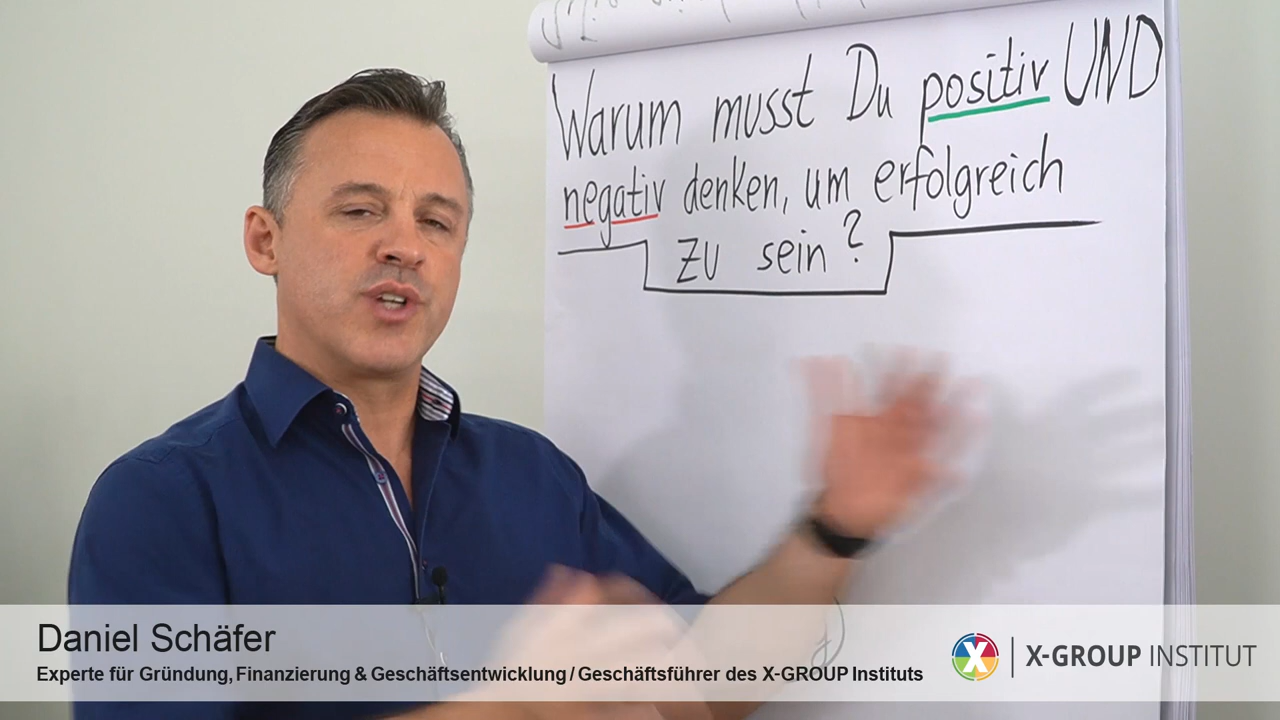 Warum musst Du positiv UND
negativ denken, um erfolgreich
zu sein?
Daniel Schäfer
Experte für Gründung, Finanzierung & Geschäftsentwicklung / Geschäftsführer des X-GROUP Instituts
X | X-GROUP INSTITUT